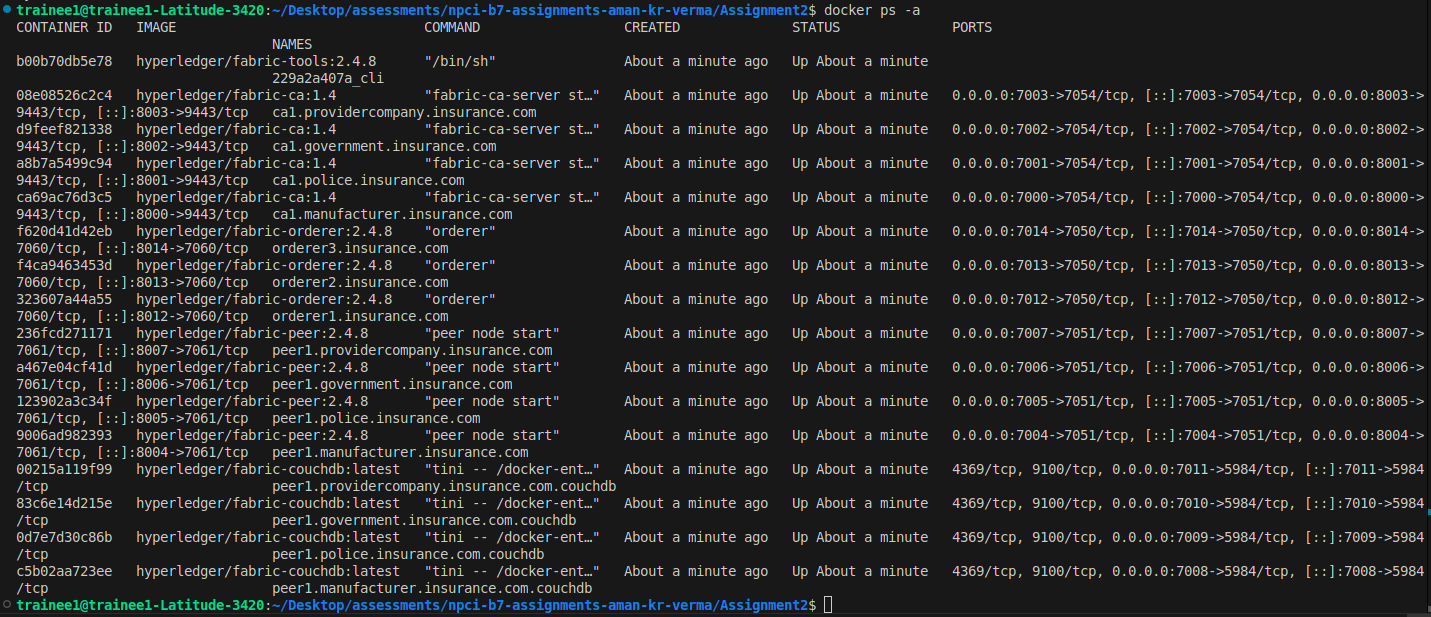 trainee1@trainee1-Latitude-3420:~/Desktop/assessments/npci-b7-assignments-aman-kr-verma/Assignment2$ docker ps -a
CONTAINER ID   IMAGE                               COMMAND                  CREATED              STATUS              PORTS
                                NAMES
b00b70db5e78   hyperledger/fabric-tools:2.4.8      "/bin/sh"                About a minute ago   Up About a minute
                                229a2a407a_cli
08e08526c2c4   hyperledger/fabric-ca:1.4           "fabric-ca-server st…"   About a minute ago   Up About a minute   0.0.0.0:7003->7054/tcp, [::]:7003->7054/tcp, 0.0.0.0:8003->
9443/tcp, [::]:8003->9443/tcp   ca1.providercompany.insurance.com
d9feef821338   hyperledger/fabric-ca:1.4           "fabric-ca-server st…"   About a minute ago   Up About a minute   0.0.0.0:7002->7054/tcp, [::]:7002->7054/tcp, 0.0.0.0:8002->
9443/tcp, [::]:8002->9443/tcp   ca1.government.insurance.com
a8b7a5499c94   hyperledger/fabric-ca:1.4           "fabric-ca-server st…"   About a minute ago   Up About a minute   0.0.0.0:7001->7054/tcp, [::]:7001->7054/tcp, 0.0.0.0:8001->
9443/tcp, [::]:8001->9443/tcp   ca1.police.insurance.com
ca69ac76d3c5   hyperledger/fabric-ca:1.4           "fabric-ca-server st…"   About a minute ago   Up About a minute   0.0.0.0:7000->7054/tcp, [::]:7000->7054/tcp, 0.0.0.0:8000->
9443/tcp, [::]:8000->9443/tcp   ca1.manufacturer.insurance.com
f620d41d42eb   hyperledger/fabric-orderer:2.4.8    "orderer"                About a minute ago   Up About a minute   0.0.0.0:7014->7050/tcp, [::]:7014->7050/tcp, 0.0.0.0:8014->
7060/tcp, [::]:8014->7060/tcp   orderer3.insurance.com
f4ca9463453d   hyperledger/fabric-orderer:2.4.8    "orderer"                About a minute ago   Up About a minute   0.0.0.0:7013->7050/tcp, [::]:7013->7050/tcp, 0.0.0.0:8013->
7060/tcp, [::]:8013->7060/tcp   orderer2.insurance.com
323607a44a55   hyperledger/fabric-orderer:2.4.8    "orderer"                About a minute ago   Up About a minute   0.0.0.0:7012->7050/tcp, [::]:7012->7050/tcp, 0.0.0.0:8012->
7060/tcp, [::]:8012->7060/tcp   orderer1.insurance.com
236fcd271171   hyperledger/fabric-peer:2.4.8       "peer node start"        About a minute ago   Up About a minute   0.0.0.0:7007->7051/tcp, [::]:7007->7051/tcp, 0.0.0.0:8007->
7061/tcp, [::]:8007->7061/tcp   peer1.providercompany.insurance.com
a467e04cf41d   hyperledger/fabric-peer:2.4.8       "peer node start"        About a minute ago   Up About a minute   0.0.0.0:7006->7051/tcp, [::]:7006->7051/tcp, 0.0.0.0:8006->
7061/tcp, [::]:8006->7061/tcp   peer1.government.insurance.com
123902a3c34f   hyperledger/fabric-peer:2.4.8       "peer node start"        About a minute ago   Up About a minute   0.0.0.0:7005->7051/tcp, [::]:7005->7051/tcp, 0.0.0.0:8005->
7061/tcp, [::]:8005->7061/tcp   peer1.police.insurance.com
9006ad982393   hyperledger/fabric-peer:2.4.8       "peer node start"        About a minute ago   Up About a minute   0.0.0.0:7004->7051/tcp, [::]:7004->7051/tcp, 0.0.0.0:8004->
7061/tcp, [::]:8004->7061/tcp   peer1.manufacturer.insurance.com
00215a119f99   hyperledger/fabric-couchdb:latest   "tini -- /docker-ent…"   About a minute ago   Up About a minute   4369/tcp, 9100/tcp, 0.0.0.0:7011->5984/tcp, [::]:7011->5984
/tcp                            peer1.providercompany.insurance.com.couchdb
83c6e14d215e   hyperledger/fabric-couchdb:latest   "tini -- /docker-ent…"   About a minute ago   Up About a minute   4369/tcp, 9100/tcp, 0.0.0.0:7010->5984/tcp, [::]:7010->5984
/tcp                            peer1.government.insurance.com.couchdb
0d7e7d30c86b   hyperledger/fabric-couchdb:latest   "tini -- /docker-ent…"   About a minute ago   Up About a minute   4369/tcp, 9100/tcp, 0.0.0.0:7009->5984/tcp, [::]:7009->5984
/tcp                            peer1.police.insurance.com.couchdb
c5b02aa723ee   hyperledger/fabric-couchdb:latest   "tini -- /docker-ent…"   About a minute ago   Up About a minute   4369/tcp, 9100/tcp, 0.0.0.0:7008->5984/tcp, [::]:7008->5984
/tcp                            peer1.manufacturer.insurance.com.couchdb
trainee1@trainee1-Latitude-3420:~/Desktop/assessments/npci-b7-assignments-aman-kr-verma/Assignment2$